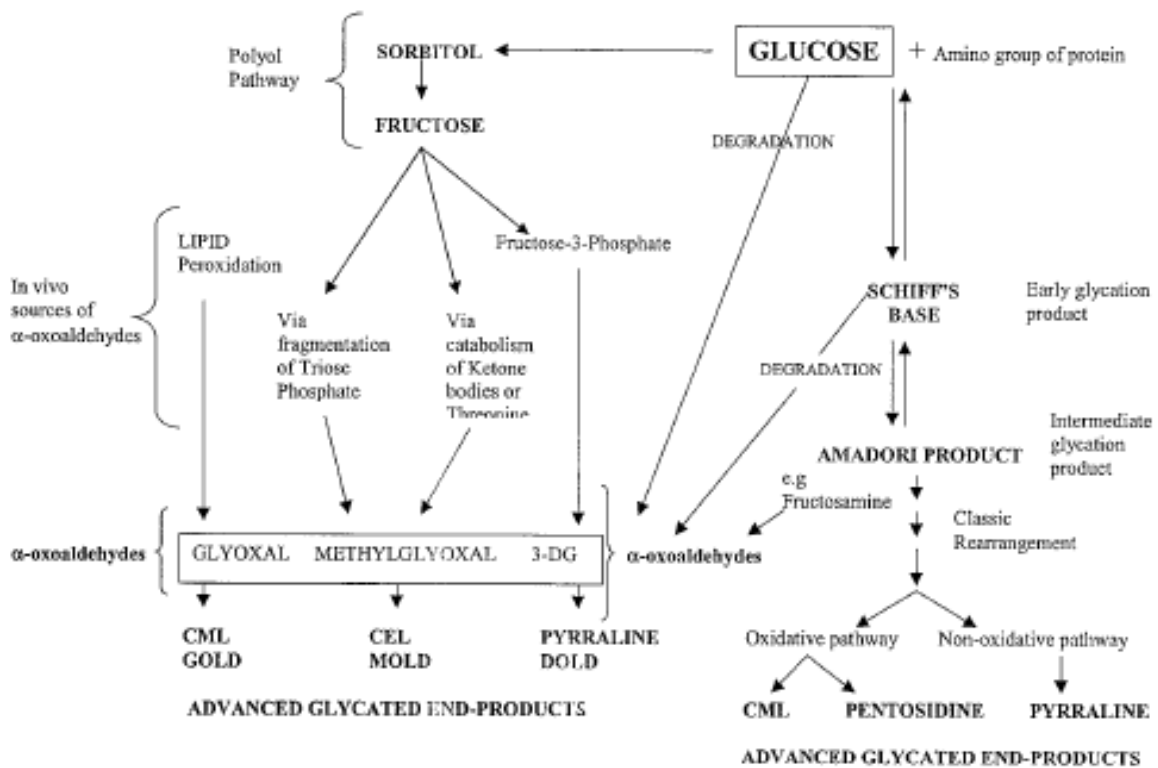 Polyol
Pathway
SORBITOL
GLUCOSE
+ Amino group of protein
FRUCTOSE
DEGRADATION
LIPID
Peroxidation
Fructose-3-Phosphate
In vivo
sources of
α-oxoaldehydes
Via
fragmentation
of Triose
Phosphate
Via
catabolism
of Ketone
bodies or
Threonine
SCHIFF'S
BASE
Early glycation
product
DEGRADATION
AMADORI PRODUCT
Intermediate
glycation
product
e.g
Fructosamine
Classic
Rearrangement
α-oxoaldehydes
GLYOXAL METHYLGLYOXAL 3-DG
α-oxoaldehydes
CML
GOLD
CEL
MOLD
PYRRALINE
DOLD
ADVANCED GLYCATED END-PRODUCTS
Oxidative pathway
Non-oxidative pathway
CML PENTOSIDINE PYRRALINE
ADVANCED GLYCATED END-PRODUCTS